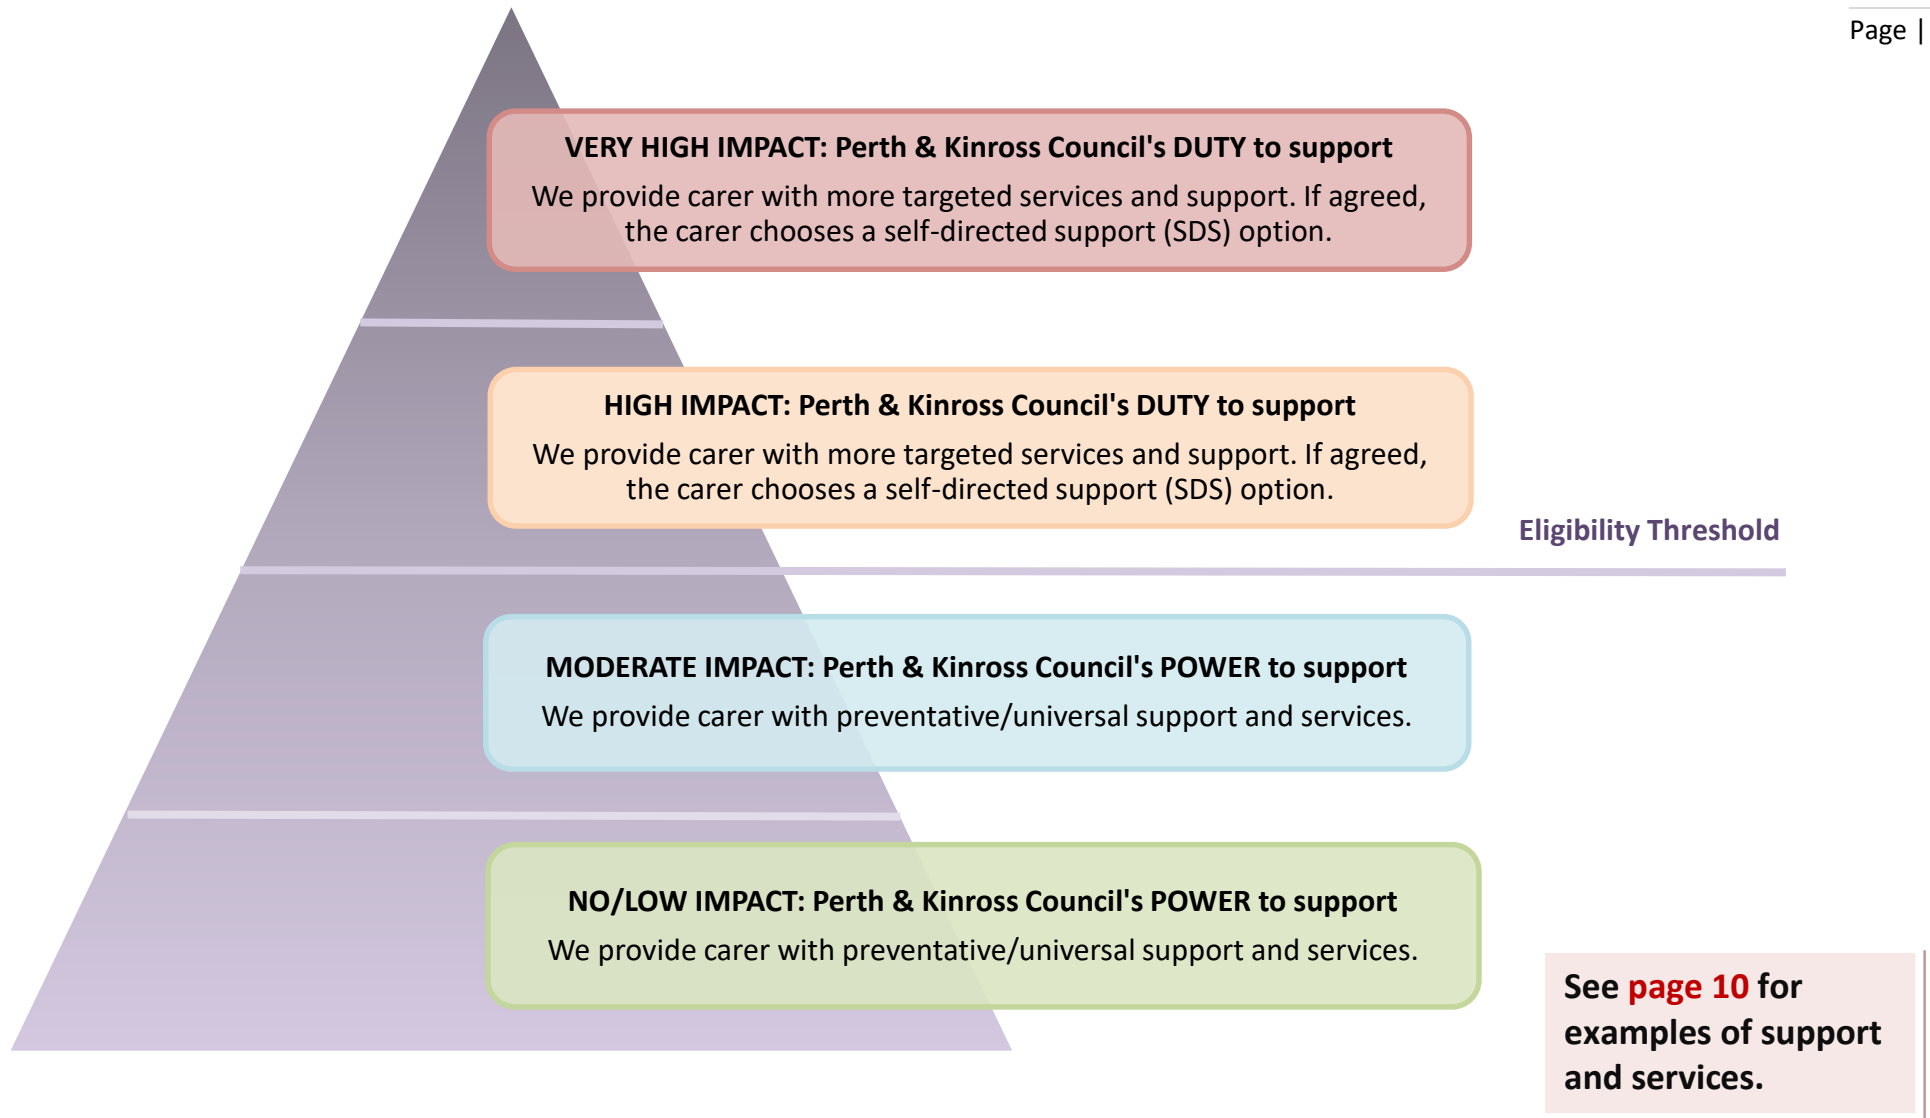 Page |
VERY HIGH IMPACT: Perth & Kinross Council's DUTY to support
We provide carer with more targeted services and support. If agreed,
the carer chooses a self-directed support (SDS) option.
HIGH IMPACT: Perth & Kinross Council's DUTY to support
We provide carer with more targeted services and support. If agreed,
the carer chooses a self-directed support (SDS) option.
Eligibility Threshold
MODERATE IMPACT: Perth & Kinross Council's POWER to support
We provide carer with preventative/universal support and services.
NO/LOW IMPACT: Perth & Kinross Council's POWER to support
We provide carer with preventative/universal support and services.
See page 10 for
examples of support
and services.